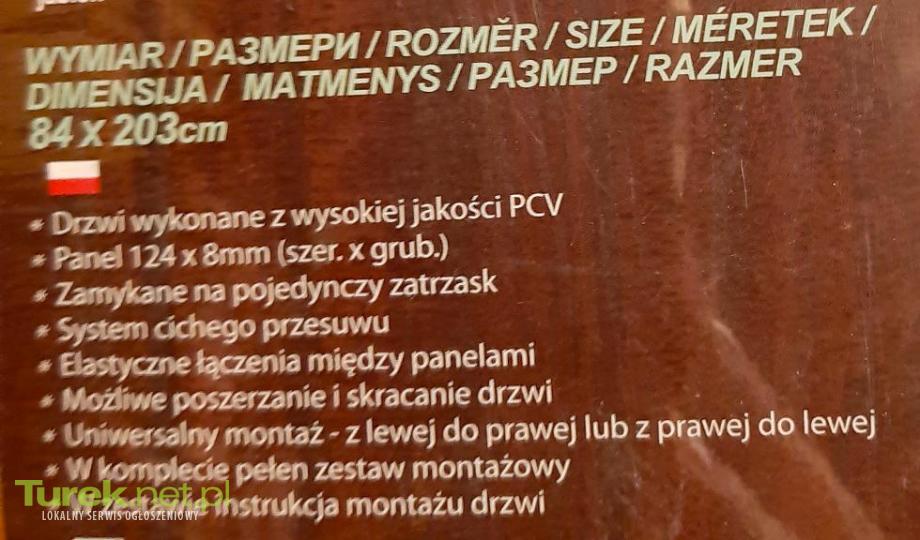 WYMIAR / РАЗМЕРИ / ROZMĚR / SIZE / MÉRETEK /
DIMENSIJA / MATMENYS / РАЗМЕР / RAZMER
84 X 203cm
* Drzwi wykonane z wysokiej jakości PCV
* Panel 124 x 8mm (szer. x grub.)
* Zamykane na pojedynczy zatrzask
* System cichego przesuwu
* Elastyczne łączenia między panelami
* Możliwe poszerzanie i skracanie drzwi
* Uniwersalny montaż - z lewej do prawej lub z prawej do lewej
* W komplecie pełen zestaw montażowy
instrukcja montażu drzwi
Turek.net.pl
LOKALNY SERWIS OGŁOSZENIOWY